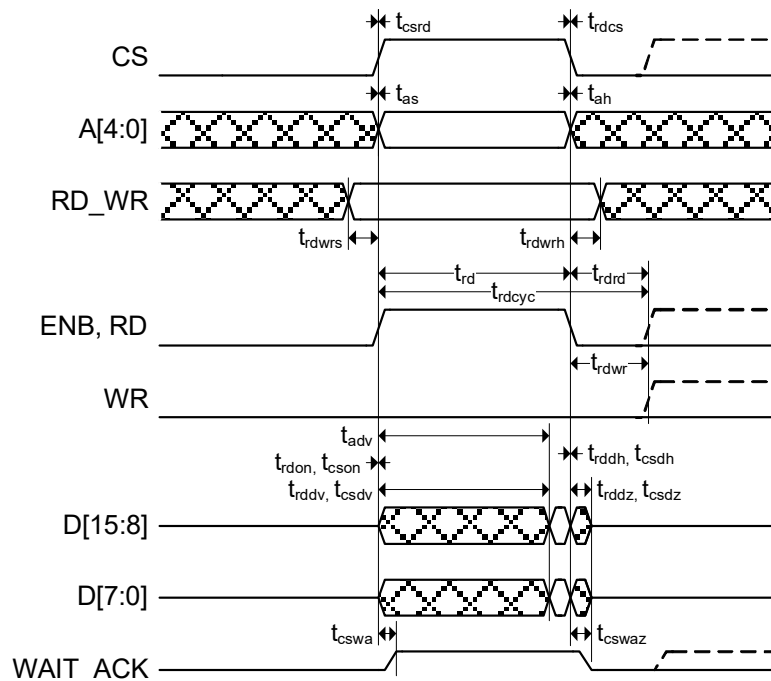 t_csrd t_rdcs
CS
t_as t_ah
A[4:0]
RD_WR
t_rdwrs t_rdwrh
t_rd t_rdrd
t_rdcyc
ENB, RD
t_rdwr
WR
t_adv
t_rdon, t_cson t_rddh, t_csdh
t_rddv, t_csdv t_rddz, t_csdz
D[15:8]
D[7:0]
t_cswa t_cswaz
WAIT_ACK